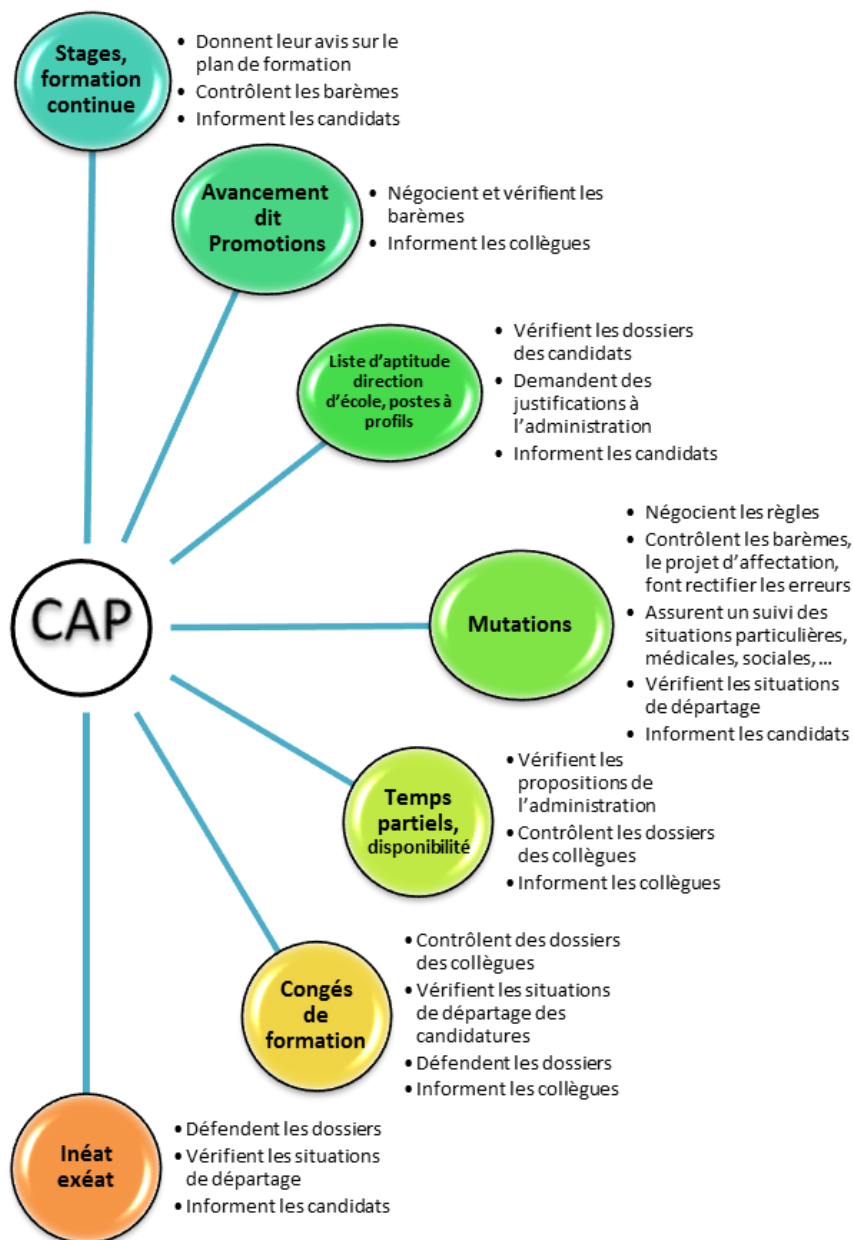 Stages,
formation
continue
• Donnent leur avis sur le
plan de formation
• Contrôlent les barèmes
• Informent les candidats
Avancement
dit
Promotions
• Négocient et vérifient les
barèmes
• Informent les collègues
Liste d'aptitude
direction
d'école, postes à
profils
• Vérifient les dossiers
des candidats
• Demandent des
justifications à
l'administration
• Informent les candidats
CAP
Mutations
• Négocient les règles
• Contrôlent les barèmes,
le projet d'affectation,
font rectifier les erreurs
• Assurent un suivi des
situations particulières,
médicales, sociales, ...
• Vérifient les situations
de départage
• Informent les candidats
Temps
partiels,
disponibilité
• Vérifient les
propositions de
l'administration
• Contrôlent les dossiers
des collègues
• Informent les collègues
Congés
de
formation
• Contrôlent des dossiers
des collègues
• Vérifient les situations
de départage des
candidatures
• Défendent les dossiers
• Informent les collègues
Inéat
exéat
• Défendent les dossiers
• Vérifient les situations
de départage
• Informent les candidats